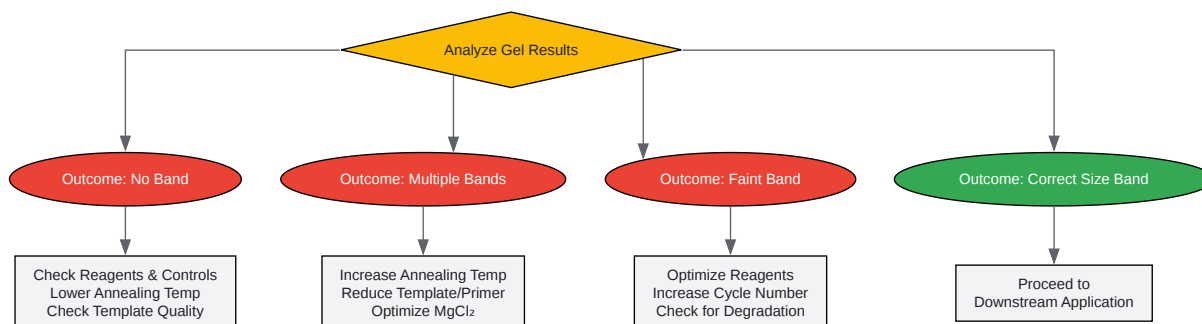 Analyze Gel Results
Outcome: No Band
Outcome: Multiple Bands
Outcome: Faint Band
Outcome: Correct Size Band
Check Reagents & Controls
Lower Annealing Temp
Check Template Quality
Increase Annealing Temp
Reduce Template/Primer
Optimize MgCl₂
Optimize Reagents
Increase Cycle Number
Check for Degradation
Proceed to
Downstream Application